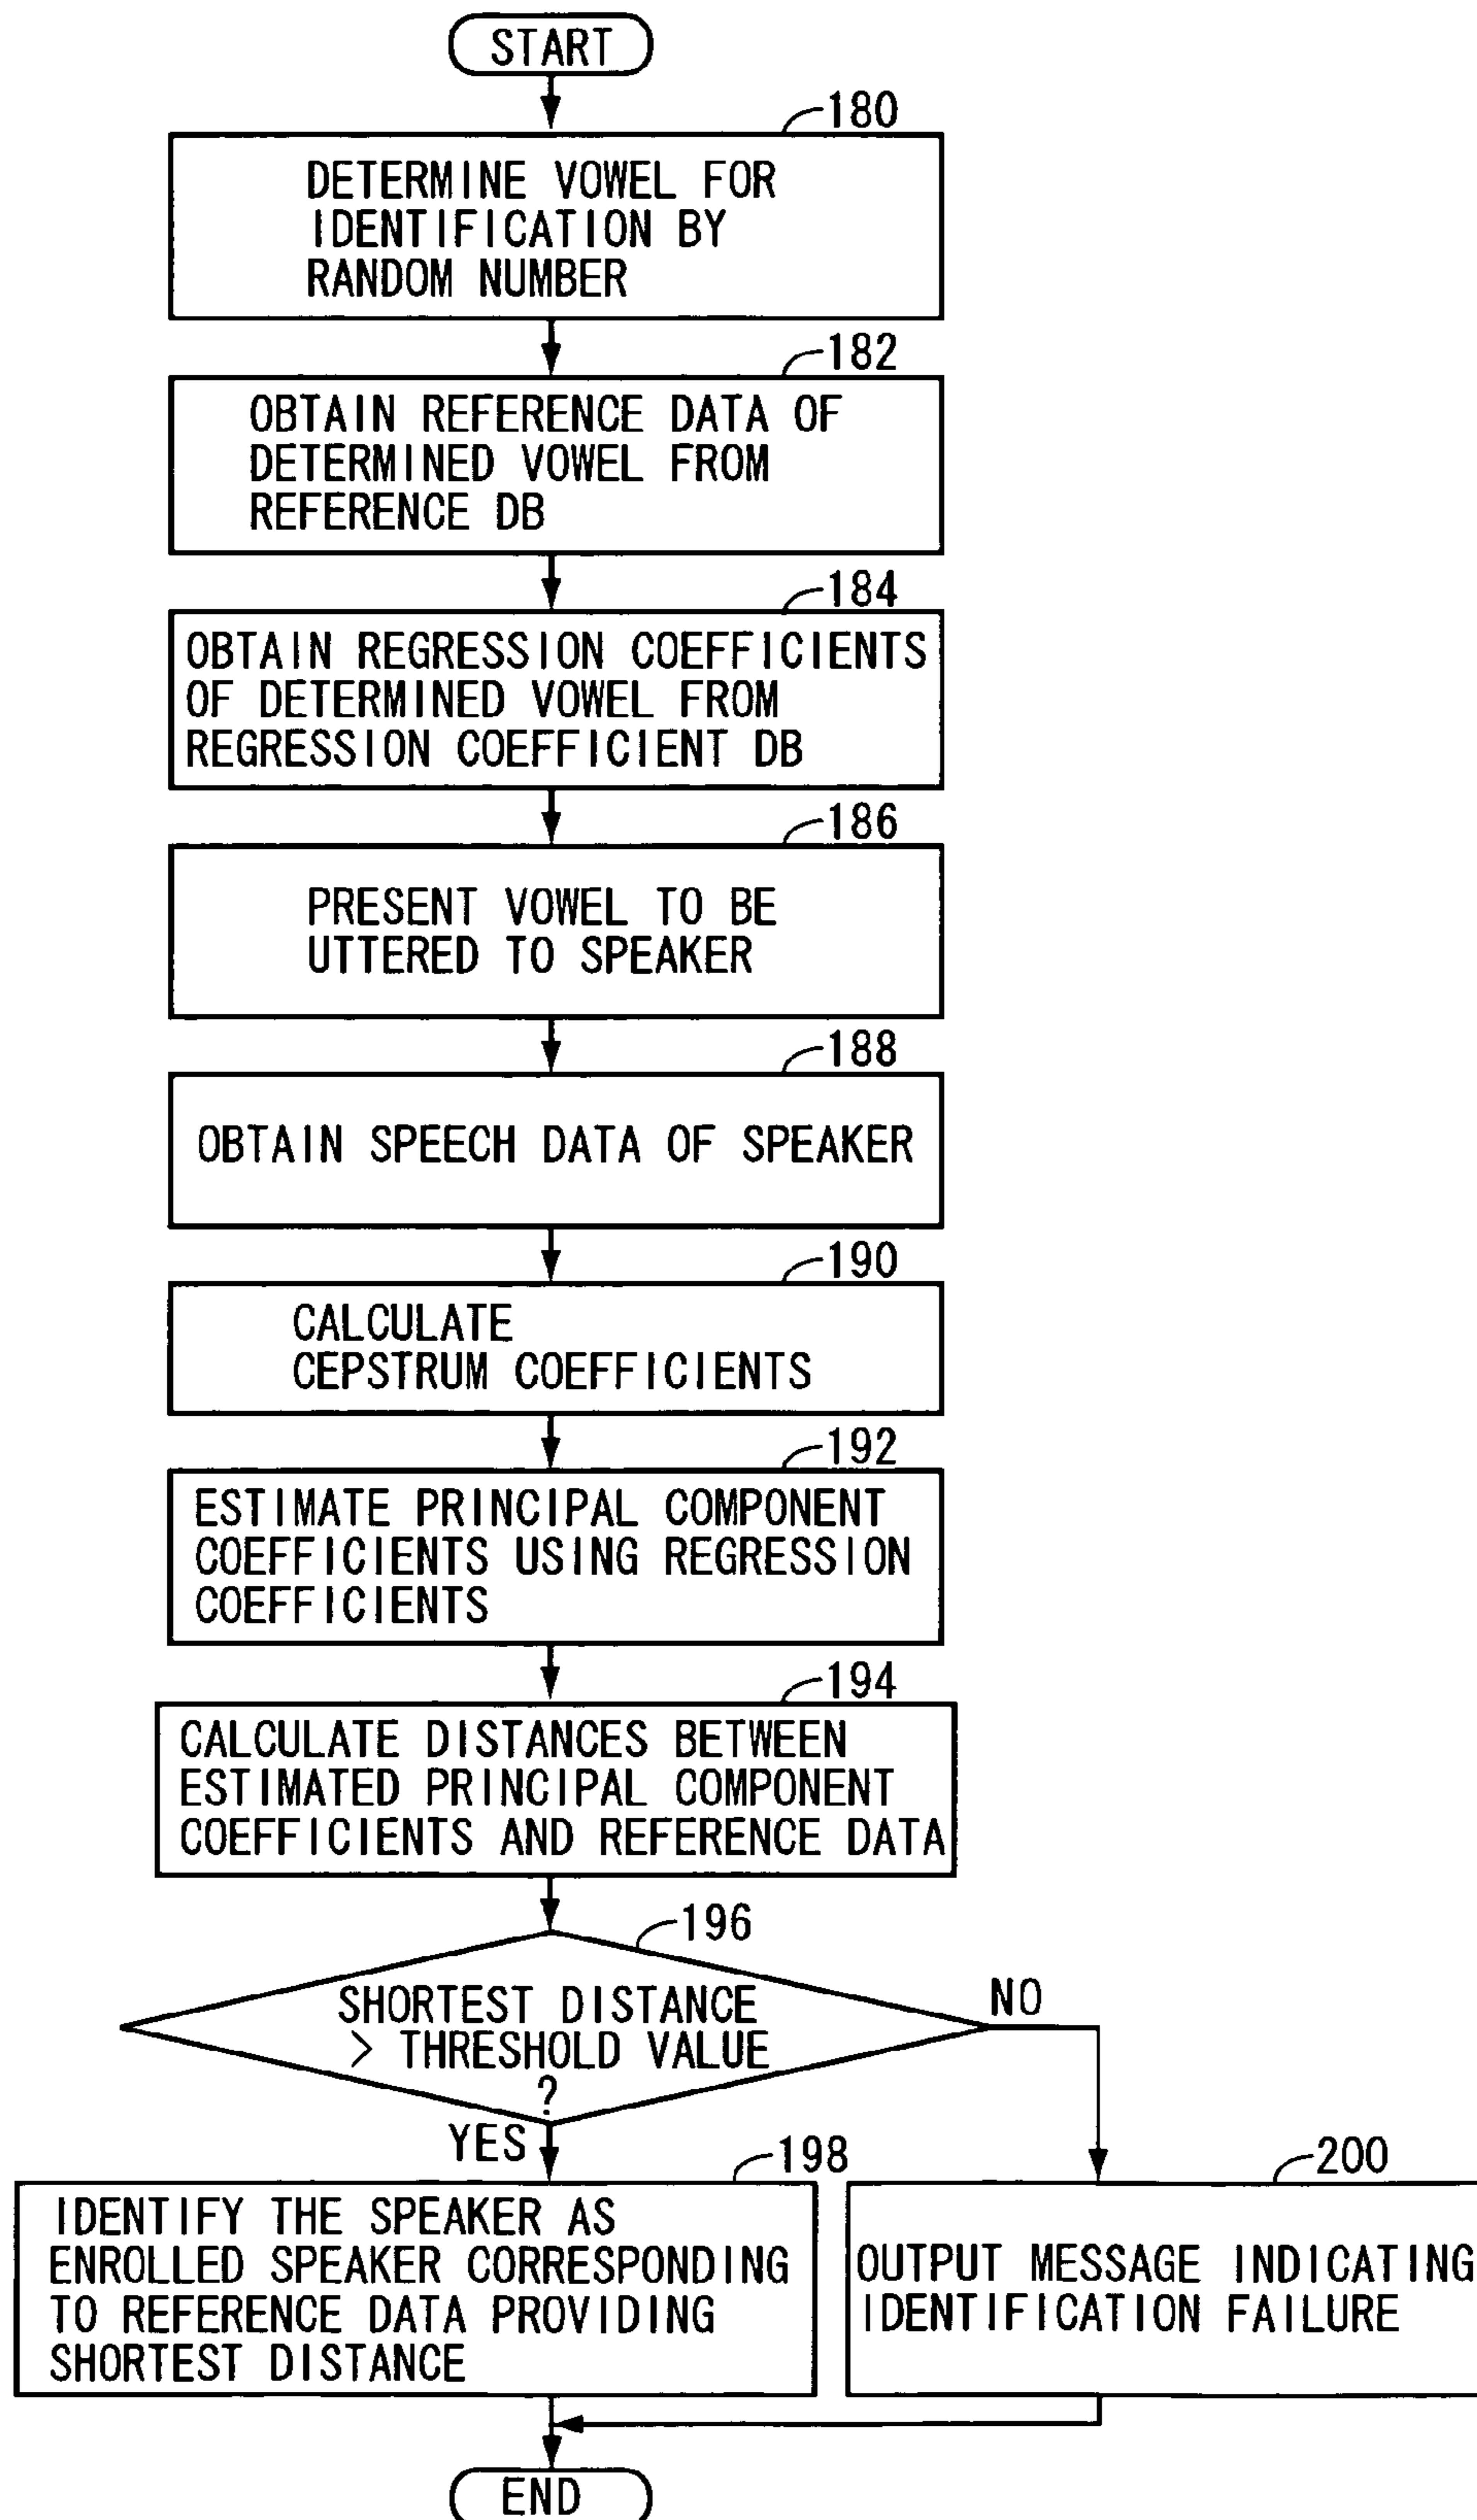 START
180
DETERMINE VOWEL FOR
IDENTIFICATION BY
RANDOM NUMBER
182
OBTAIN REFERENCE DATA OF
DETERMINED VOWEL FROM
REFERENCE DB
184
OBTAIN REGRESSION COEFFICIENTS
OF DETERMINED VOWEL FROM
REGRESSION COEFFICIENT DB
186
PRESENT VOWEL TO BE
UTTERED TO SPEAKER
188
OBTAIN SPEECH DATA OF SPEAKER
190
CALCULATE
CEPSTRUM COEFFICIENTS
192
ESTIMATE PRINCIPAL COMPONENT
COEFFICIENTS USING REGRESSION
COEFFICIENTS
194
CALCULATE DISTANCES BETWEEN
ESTIMATED PRINCIPAL COMPONENT
COEFFICIENTS AND REFERENCE DATA
196
SHORTEST DISTANCE
> THRESHOLD VALUE
?
NO
YES
198
IDENTIFY THE SPEAKER AS
ENROLLED SPEAKER CORRESPONDING
TO REFERENCE DATA PROVIDING
SHORTEST DISTANCE
200
OUTPUT MESSAGE INDICATING
IDENTIFICATION FAILURE
END